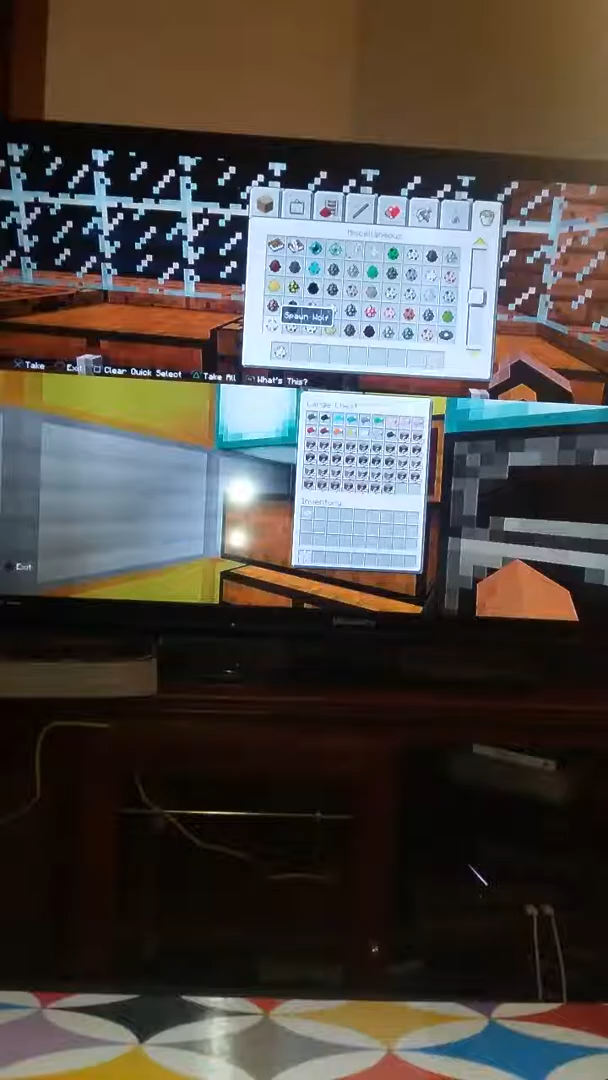 Miscellaneous
Spawn Wolf
Take Exit Clear Quick Select Take All What's This?
Large Chest
Inventory
Exit